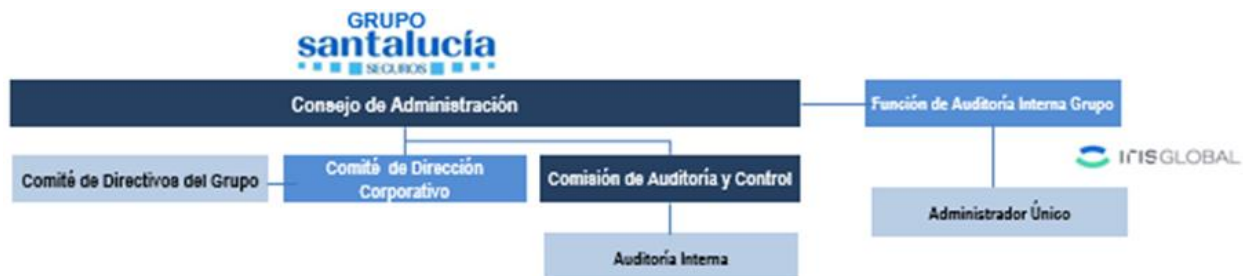 GRUPO
santalucía
SEGUROS
Consejo de Administración
Función de Auditoría Interna Grupo
IrISGLOBAL
Comité de Directivos del Grupo
Comité de Dirección
Corporativo
Comisión de Auditoría y Control
Administrador Único
Auditoría Interna